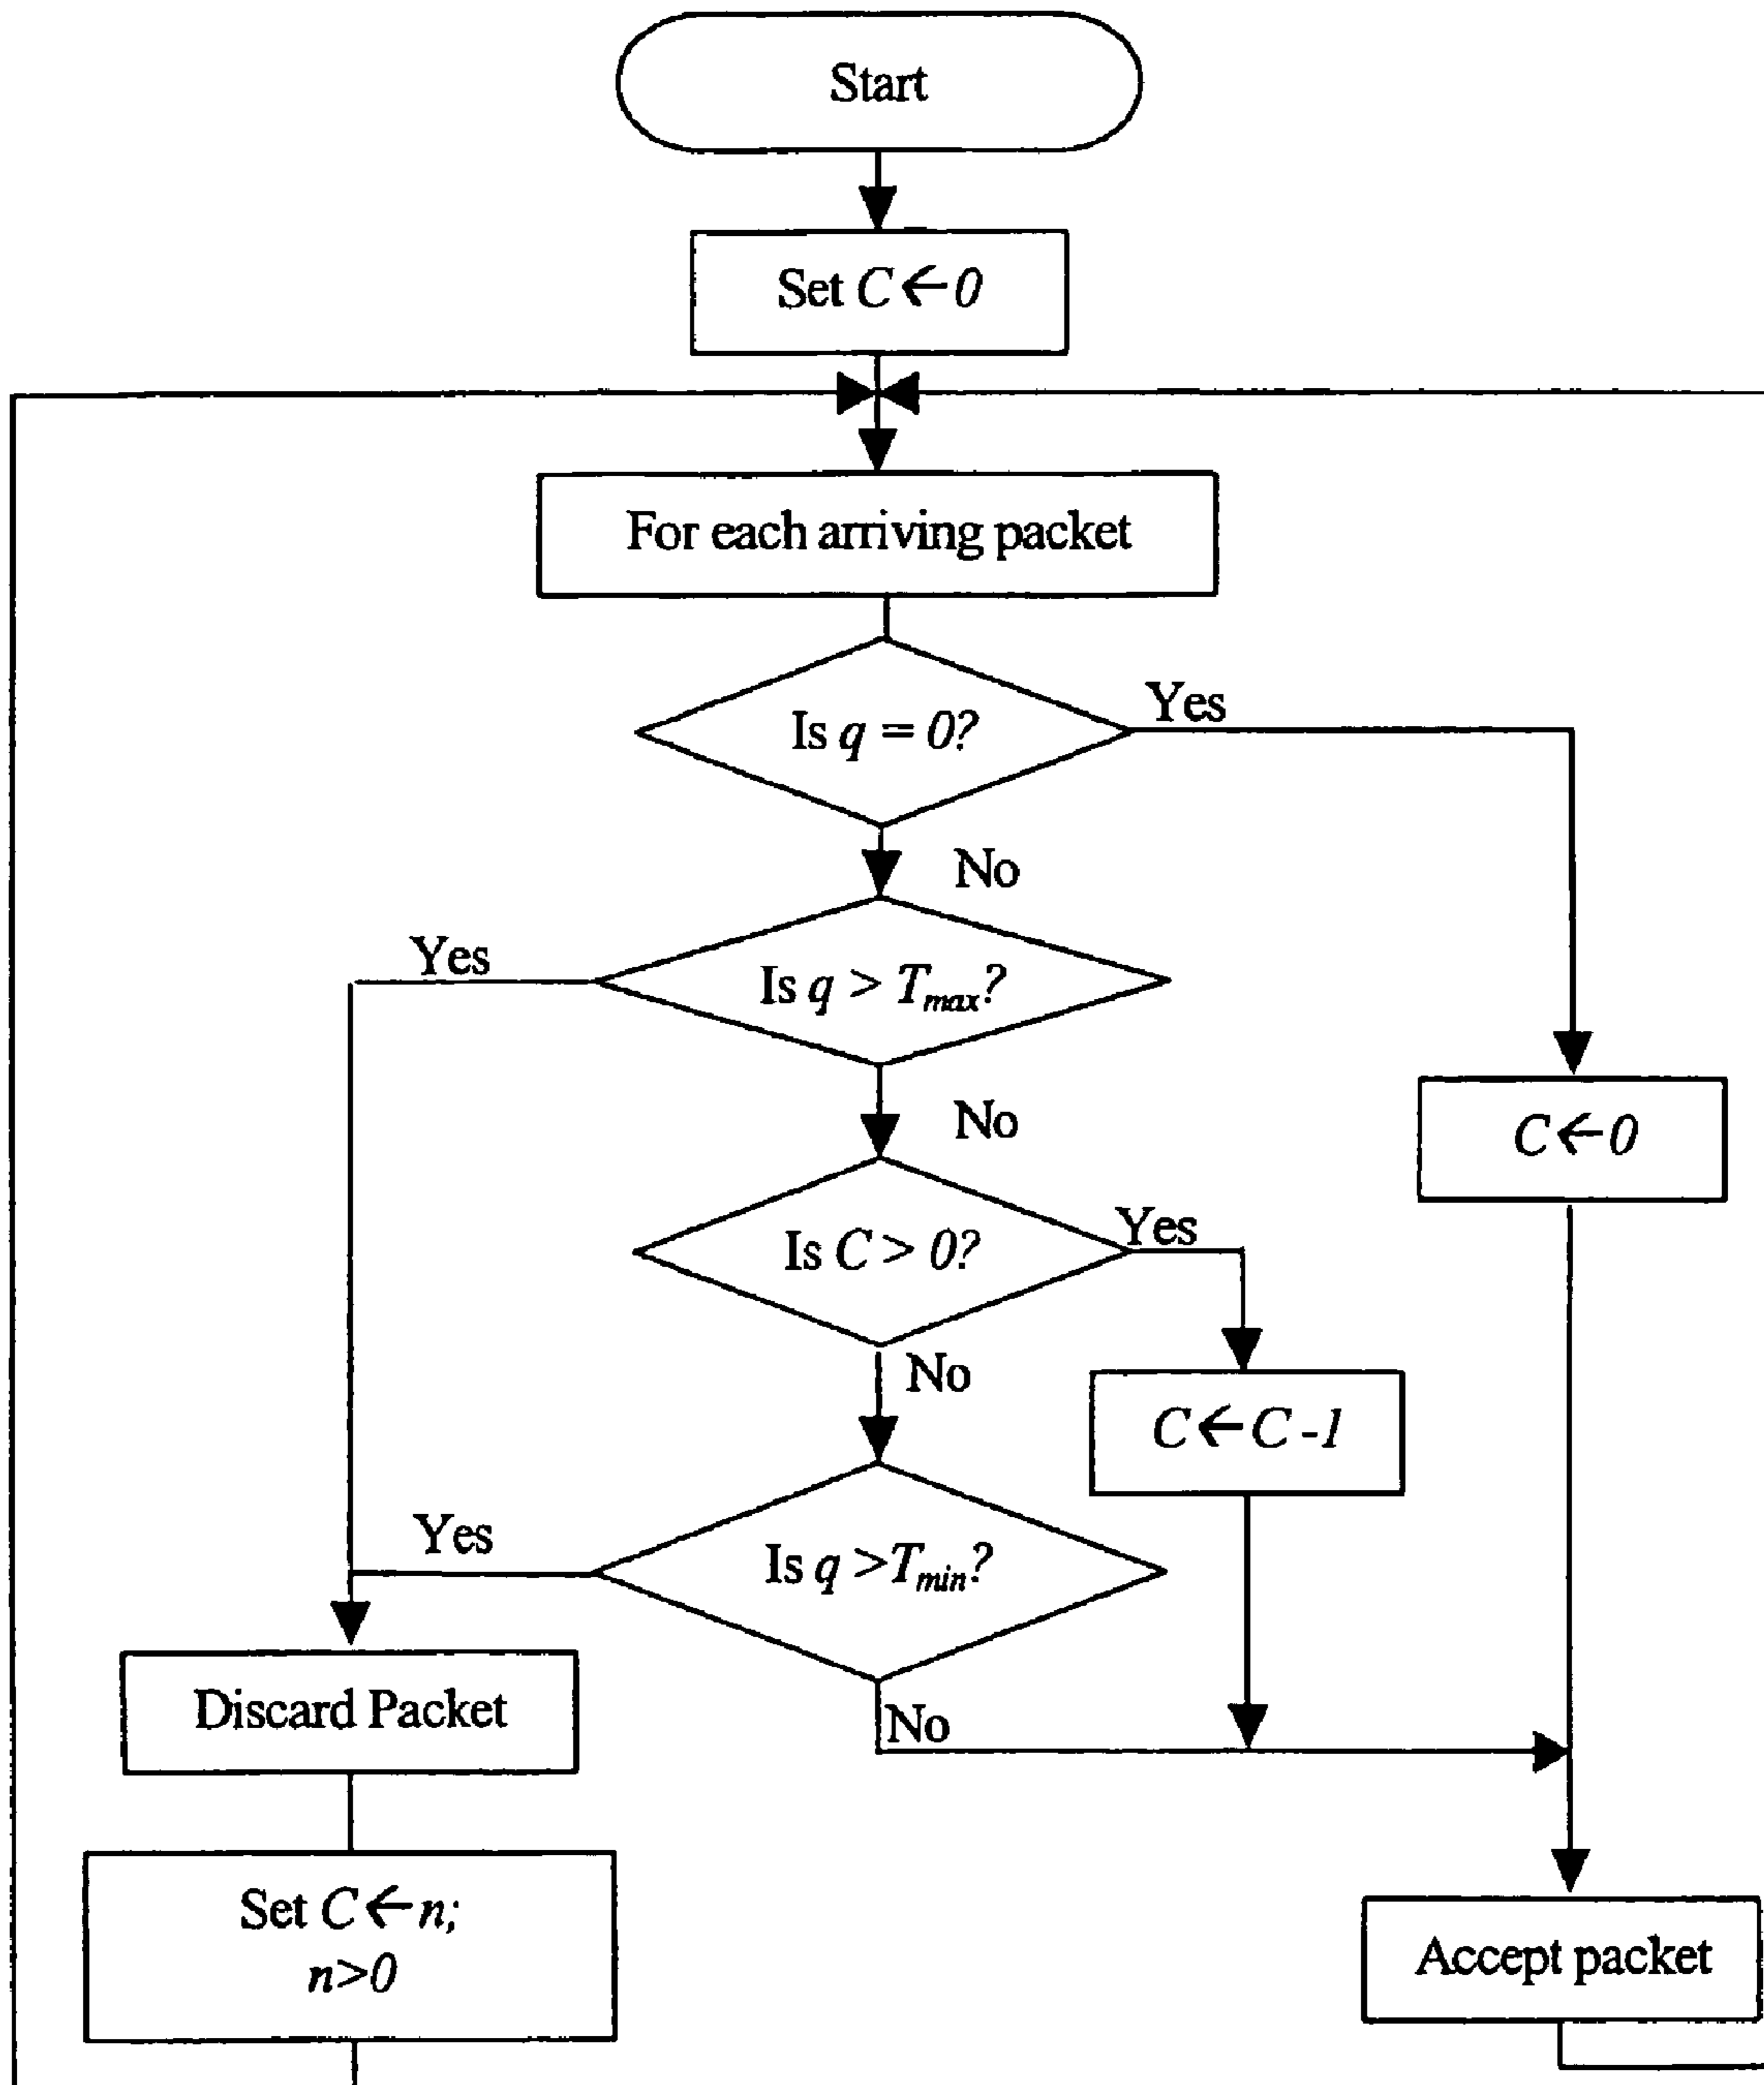 Start
Set C ← 0
For each arriving packet
Is q = 0?
Yes
No
Is q > Tmax?
Yes
No
C ← 0
Is C > 0?
Yes
No
C ← C -1
Is q >Tmin?
Yes
No
Discard Packet
Set C ← n;
n>0
Accept packet